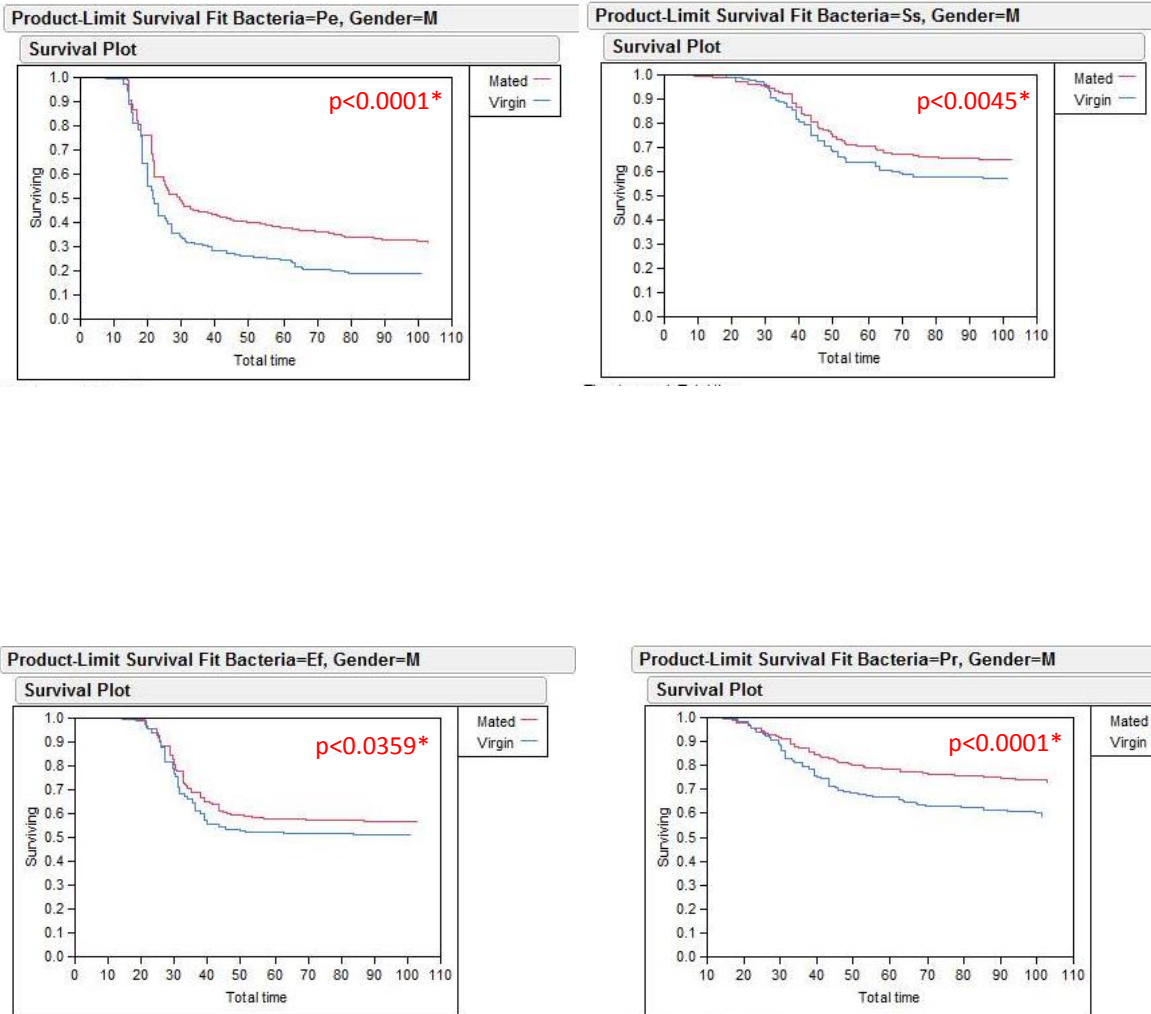 Product-Limit Survival Fit Bacteria=Pe, Gender=M
Survival Plot
1.0
0.9
0.8
0.7
0.6
0.5
0.4
0.3
0.2
0.1
0.0
Surviving
p<0.0001*
0 10 20 30 40 50 60 70 80 90 100 110
Total time
Mated
Virgin
Product-Limit Survival Fit Bacteria=Ss, Gender=M
Survival Plot
1.0
0.9
0.8
0.7
0.6
0.5
0.4
0.3
0.2
0.1
0.0
Surviving
p<0.0045*
0 10 20 30 40 50 60 70 80 90 100 110
Total time
Mated
Virgin
Product-Limit Survival Fit Bacteria=Ef, Gender=M
Survival Plot
1.0
0.9
0.8
0.7
0.6
0.5
0.4
0.3
0.2
0.1
0.0
Surviving
p<0.0359*
0 10 20 30 40 50 60 70 80 90 100 110
Total time
Mated
Virgin
Product-Limit Survival Fit Bacteria=Pr, Gender=M
Survival Plot
1.0
0.9
0.8
0.7
0.6
0.5
0.4
0.3
0.2
0.1
0.0
Surviving
p<0.0001*
10 20 30 40 50 60 70 80 90 100 110
Total time
Mated
Virgin